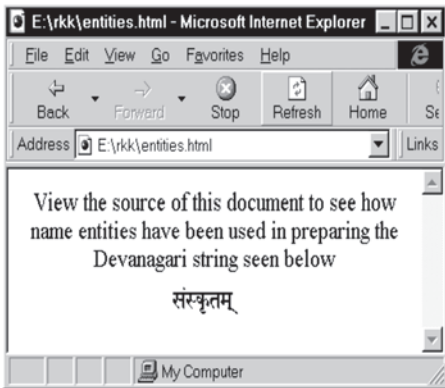 E:\rkk\entities.html - Microsoft Internet Explorer
File Edit View Go Favorites Help
Back Forward Stop Refresh Home
Address E:\rkk\entities.html Links
View the source of this document to see how
name entities have been used in preparing the
Devanagari string seen below
संस्कृतम्
My Computer